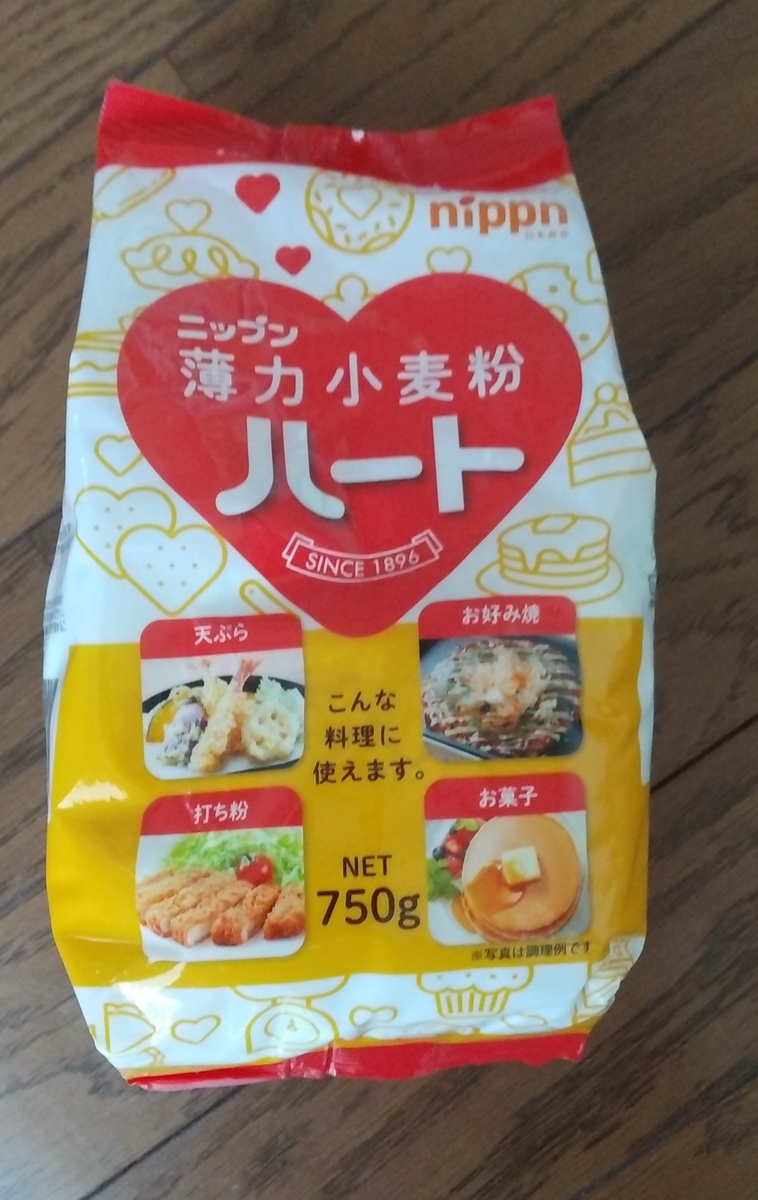 nippn
ニップン
薄力小麦粉
ハート
SINCE 1896
天ぷら
お好み焼
こんな
料理に
使えます。
打ち粉
お菓子
NET
750g
※写真は調理例です